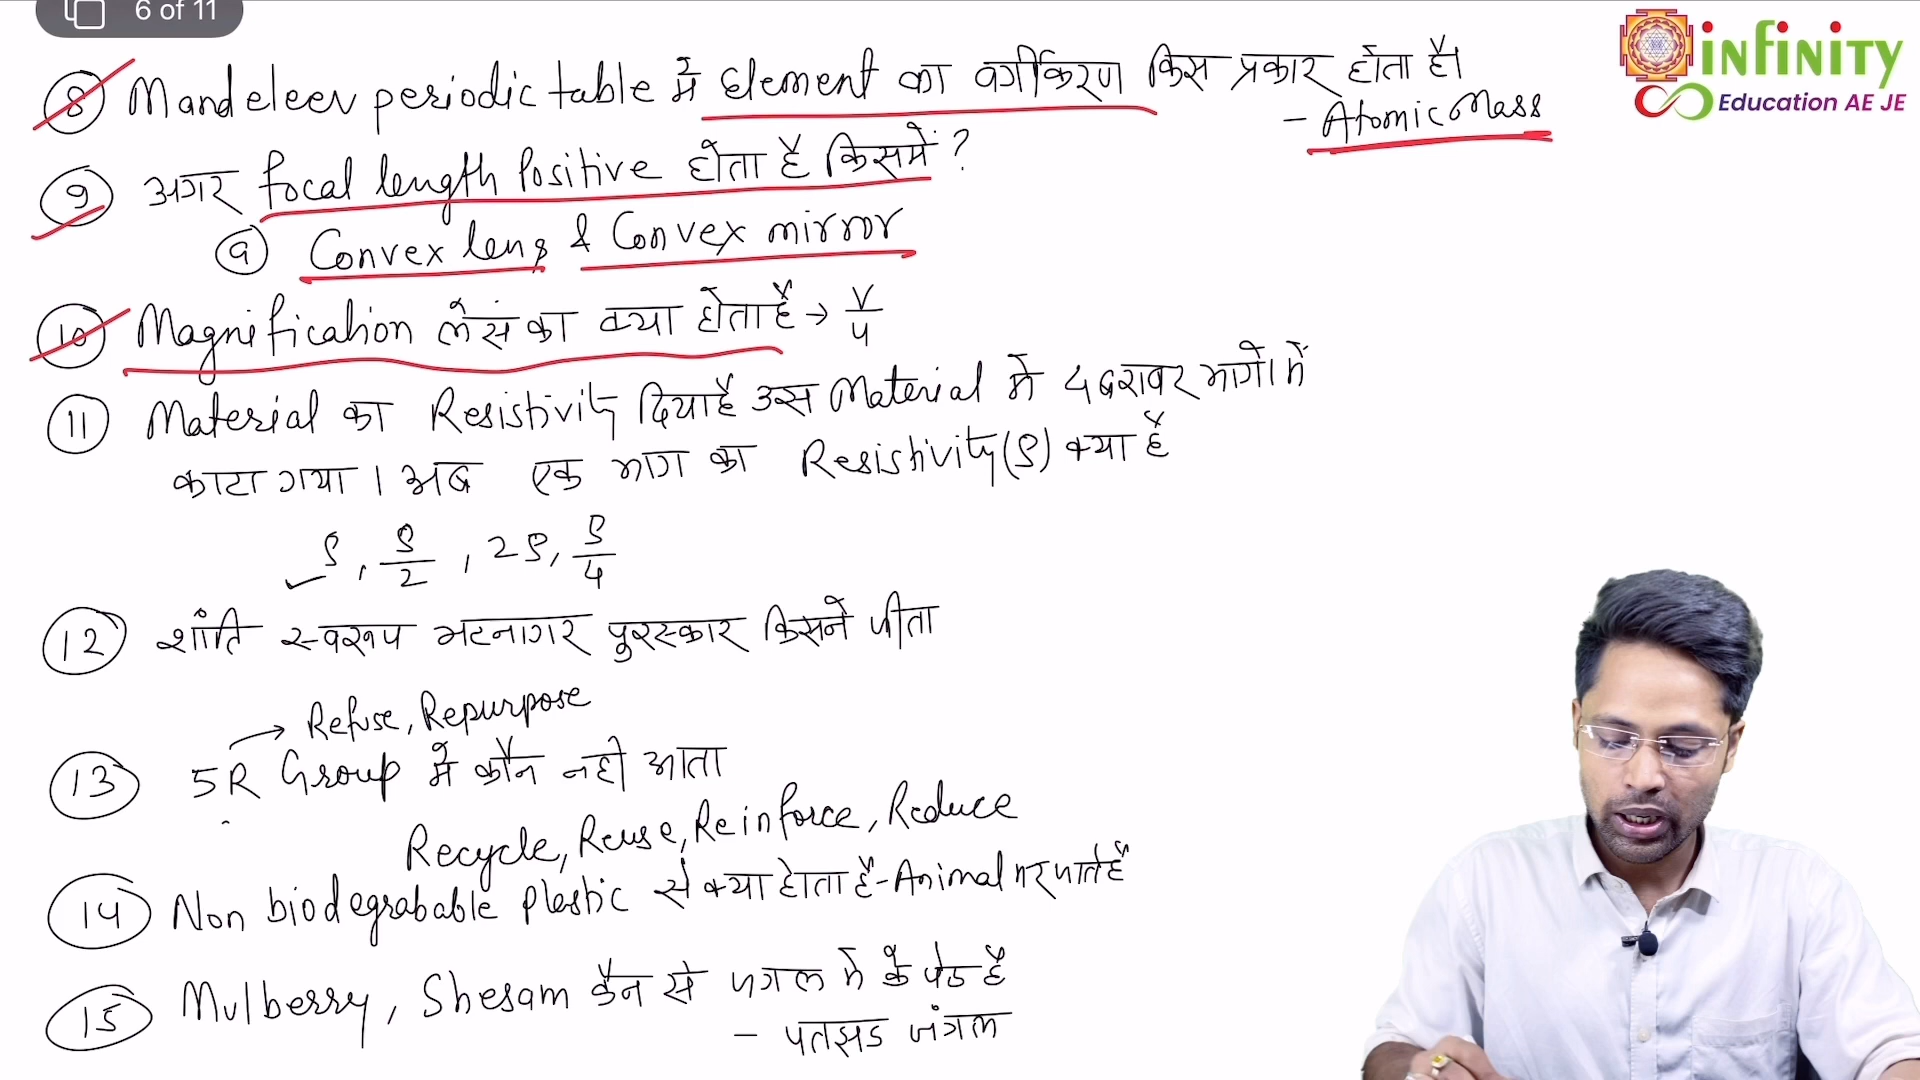 6 of 11
infinity
Education AE JE
8 Mandeleev periodic table में Element का वर्गीकरण किस प्रकार होता है।
- Atomic Mass
9 अगर focal length Positive होता है किसमें ?
a Convex lens & Convex mirror
10 Magnification लेंस का क्या होता है → v/u
11 Material का Resistivity दिया है उस Material में 4 बराबर भागों में
काटा गया । अब एक भाग का Resistivity (ρ) क्या है
✓ρ, ρ/2, 2ρ, ρ/4
12 शांति स्वरूप भटनागर पुरस्कार किसने जीता
→ Refuse, Repurpose
13 5R Group में कौन नही आता
Recycle, Reuse, Reinforce, Reduce
14 Non biodegrabable Plastic से क्या होता है - Animal मर जाते है
15 Mulberry, Shesam कौन से जगल मे के पेड है
- पतझड जंगल